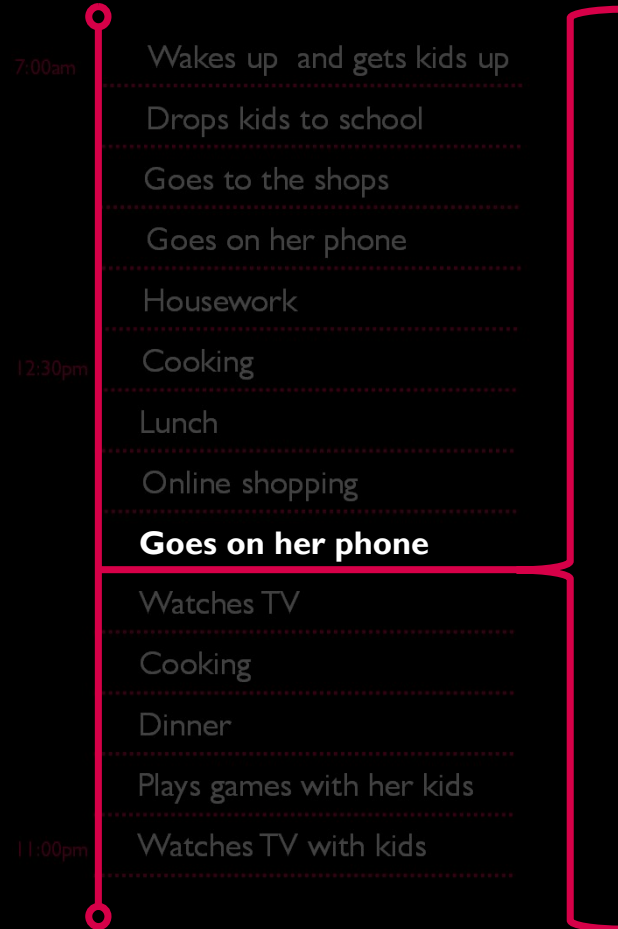 7:00am
Wakes up and gets kids up
Drops kids to school
Goes to the shops
Goes on her phone
Housework
12:30pm
Cooking
Lunch
Online shopping
Goes on her phone
Watches TV
Cooking
Dinner
Plays games with her kids
11:00pm
Watches TV with kids